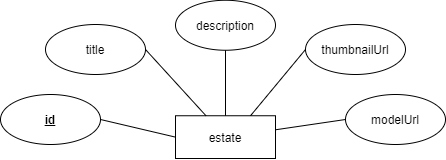 description
title
thumbnailUrl
id
modelUrl
estate